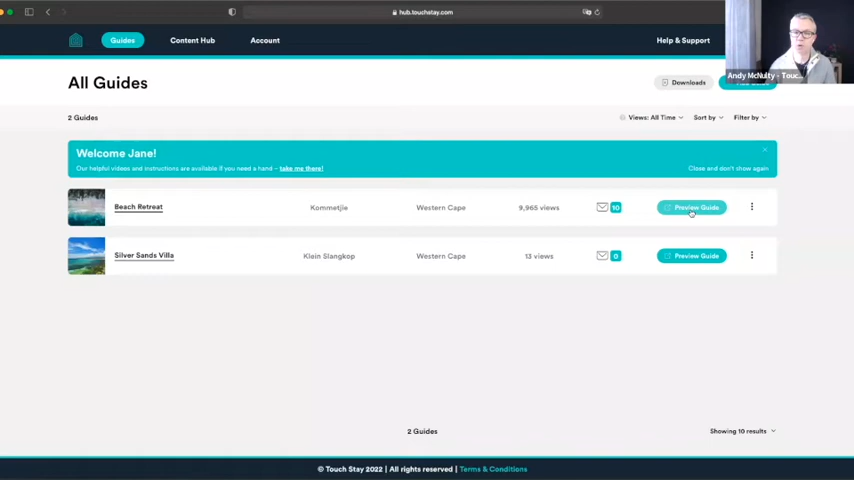 hub.touchstay.com
Guides
Content Hub
Account
Help & Support
Andy McNulty - Touc...
All Guides
Downloads
2 Guides
Views: All Time
Sort by
Filter by
Welcome Jane!
Our helpful videos and instructions are available if you need a hand – take me there!
Close and don't show again
Beach Retreat
Kommetjie
Western Cape
9,965 views
10
Preview Guide
Silver Sands Villa
Klein Slangkop
Western Cape
13 views
0
Preview Guide
2 Guides
Showing 10 results
© Touch Stay 2022 | All rights reserved | Terms & Conditions